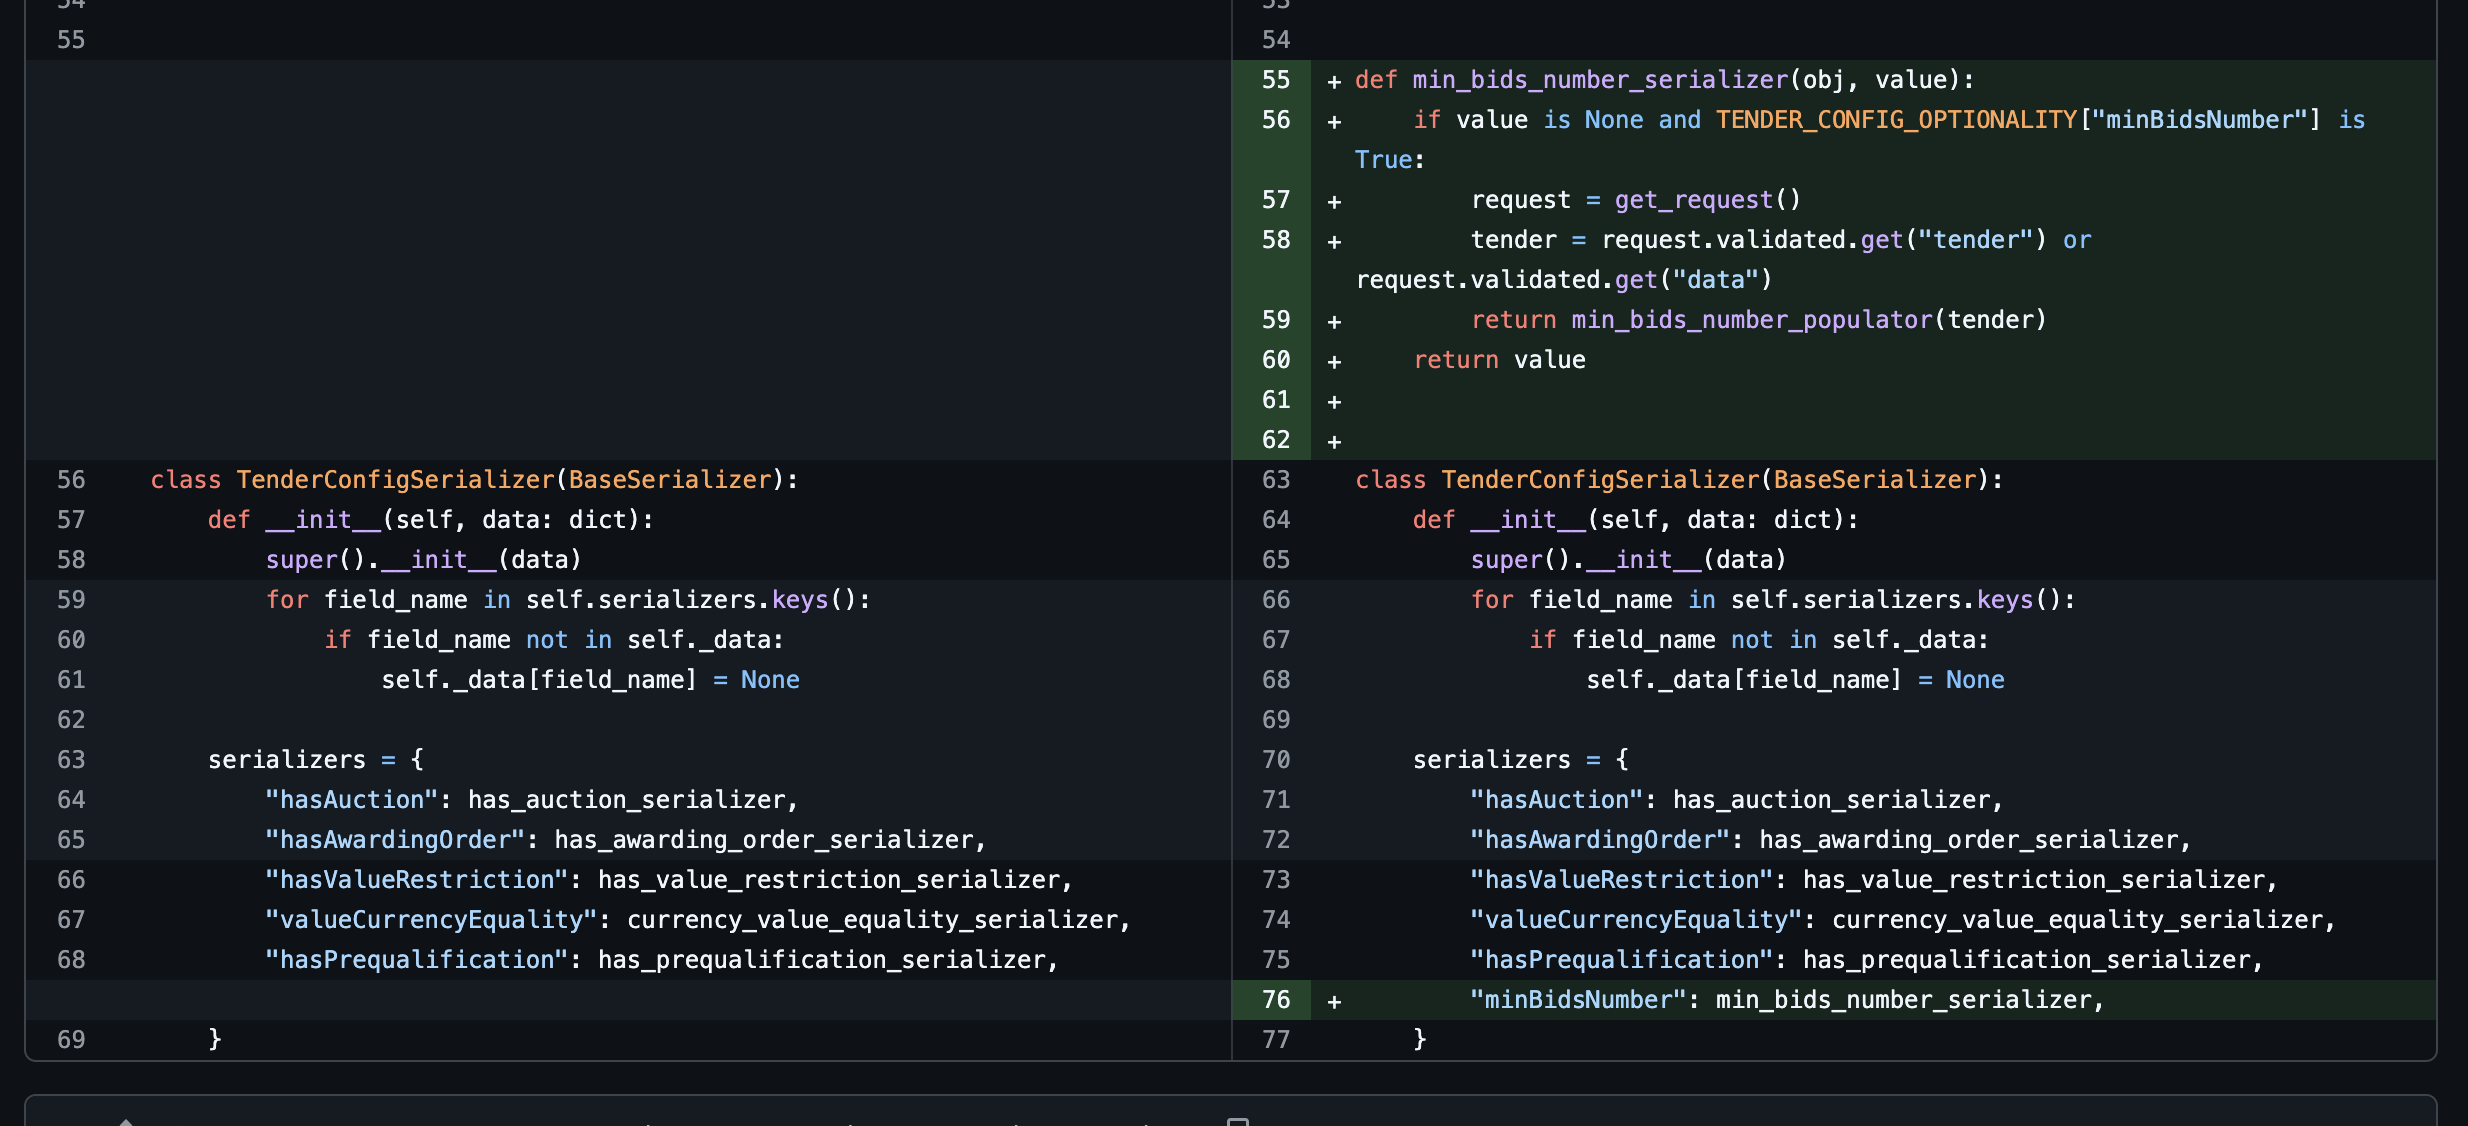 54 53
55 54
55 + def min_bids_number_serializer(obj, value):
56 + if value is None and TENDER_CONFIG_OPTIONALITY["minBidsNumber"] is
True:
57 + request = get_request()
58 + tender = request.validated.get("tender") or
request.validated.get("data")
59 + return min_bids_number_populator(tender)
60 + return value
61 +
62 +
56 class TenderConfigSerializer(BaseSerializer): 63 class TenderConfigSerializer(BaseSerializer):
57 def __init__(self, data: dict): 64 def __init__(self, data: dict):
58 super().__init__(data) 65 super().__init__(data)
59 for field_name in self.serializers.keys(): 66 for field_name in self.serializers.keys():
60 if field_name not in self._data: 67 if field_name not in self._data:
61 self._data[field_name] = None 68 self._data[field_name] = None
62 69
63 serializers = { 70 serializers = {
64 "hasAuction": has_auction_serializer, 71 "hasAuction": has_auction_serializer,
65 "hasAwardingOrder": has_awarding_order_serializer, 72 "hasAwardingOrder": has_awarding_order_serializer,
66 "hasValueRestriction": has_value_restriction_serializer, 73 "hasValueRestriction": has_value_restriction_serializer,
67 "valueCurrencyEquality": currency_value_equality_serializer, 74 "valueCurrencyEquality": currency_value_equality_serializer,
68 "hasPrequalification": has_prequalification_serializer, 75 "hasPrequalification": has_prequalification_serializer,
76 + "minBidsNumber": min_bids_number_serializer,
69 } 77 }